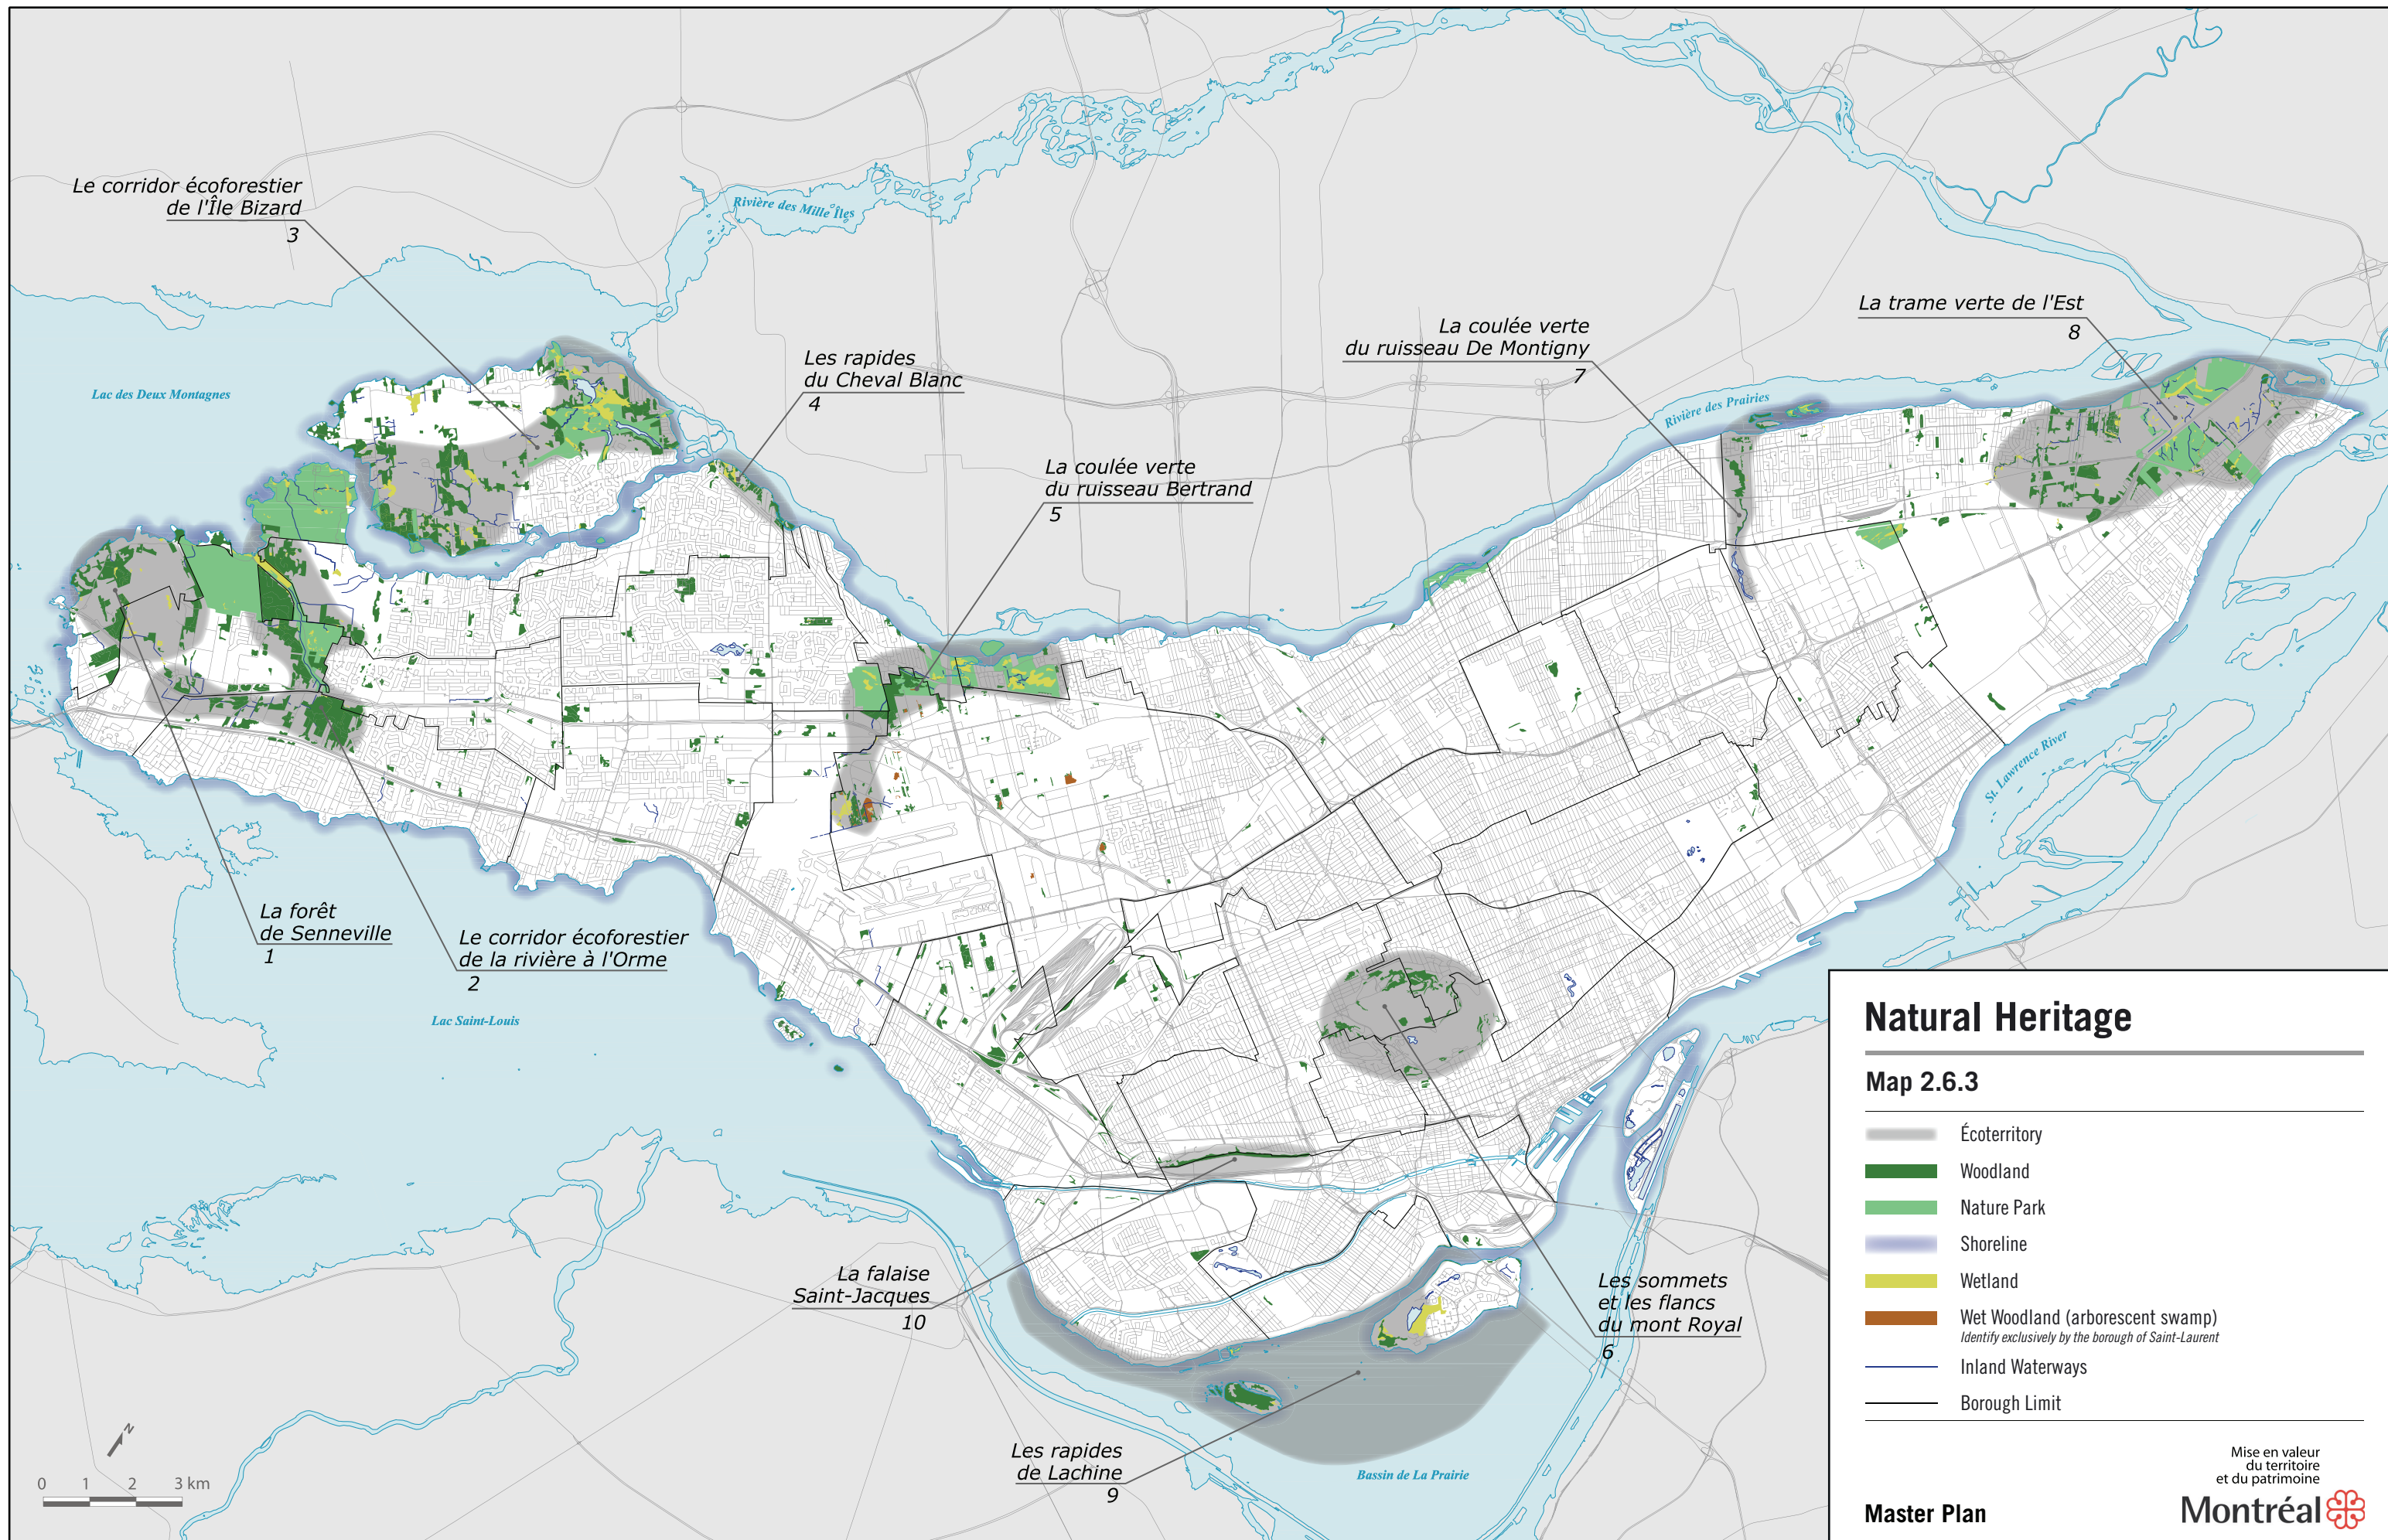 Le corridor écoforestier
de l'Île Bizard
3
Rivière des Mille Îles
Lac des Deux Montagnes
Les rapides
du Cheval Blanc
4
La coulée verte
du ruisseau Bertrand
5
La coulée verte
du ruisseau De Montigny
7
La trame verte de l'Est
8
Rivière des Prairies
St. Lawrence River
La forêt
de Senneville
1
Le corridor écoforestier
de la rivière à l'Orme
2
Lac Saint-Louis
La falaise
Saint-Jacques
10
Les sommets
et les flancs
du mont Royal
6
Les rapides
de Lachine
9
Bassin de La Prairie
N
0 1 2 3 km
Natural Heritage
Map 2.6.3
Écoterritory
Woodland
Nature Park
Shoreline
Wetland
Wet Woodland (arborescent swamp)
Identify exclusively by the borough of Saint-Laurent
Inland Waterways
Borough Limit
Mise en valeur
du territoire
et du patrimoine
Master Plan
Montréal